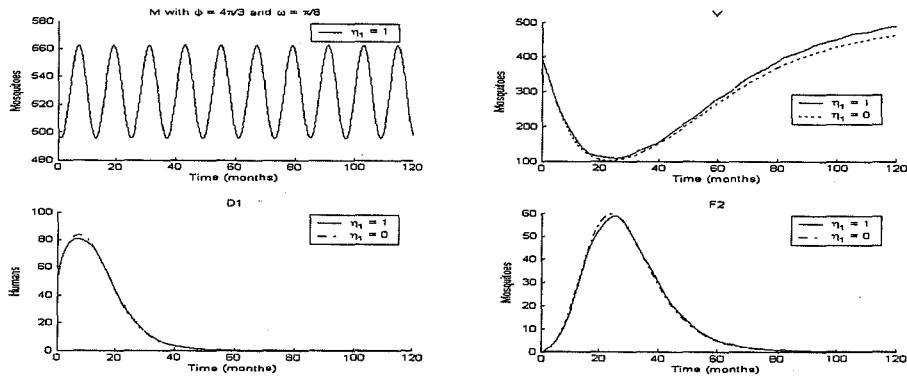 M with ϕ = 4π/3 and ω = π/6
580
560
540
520
500
480
Mosquitoes
η₁ = 1
0 20 40 60 80 100 120
Time (months)
V
500
400
300
200
100
Mosquitoes
η₁ = 1
η₁ = 0
0 20 40 60 80 100 120
Time (months)
D1
100
80
60
40
20
0
Humans
η₁ = 1
η₁ = 0
0 20 40 60 80 100 120
Time (months)
F2
60
50
40
30
20
10
0
Mosquitoes
η₁ = 1
η₁ = 0
0 20 40 60 80 100 120
Time (months)